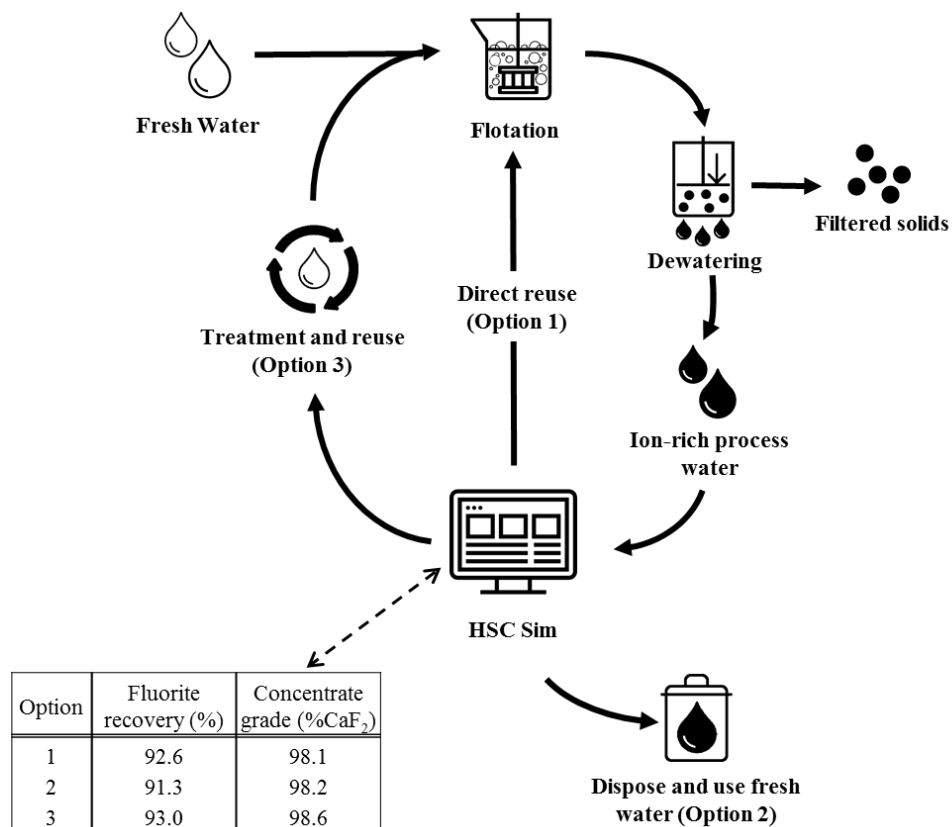 Fresh Water
Flotation
Dewatering
Filtered solids
Direct reuse
(Option 1)
Treatment and reuse
(Option 3)
Ion-rich process
water
HSC Sim
Dispose and use fresh
water (Option 2)
Option Fluorite recovery (%) Concentrate grade (%CaF₂)
1 92.6 98.1
2 91.3 98.2
3 93.0 98.6